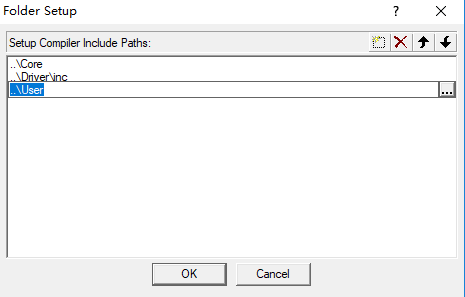 Folder Setup
?
Setup Compiler Include Paths:
..\Core
..\Driver\inc
..\User
...
OK
Cancel